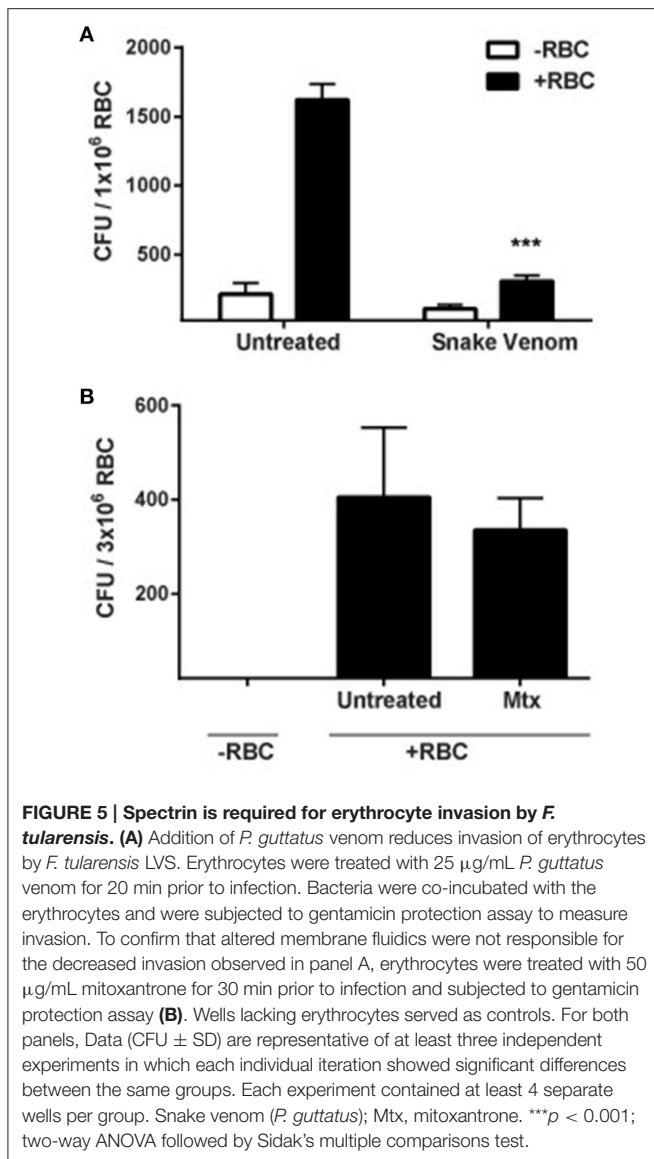 A
2000
1500
1000
500
CFU / 1x10⁶ RBC
-RBC
+RBC
***
Untreated Snake Venom
B
600
400
200
CFU / 3x10⁶ RBC
Untreated Mtx
-RBC +RBC
FIGURE 5 | Spectrin is required for erythrocyte invasion by F.
tularensis. (A) Addition of P. guttatus venom reduces invasion of erythrocytes
by F. tularensis LVS. Erythrocytes were treated with 25 μg/mL P. guttatus
venom for 20 min prior to infection. Bacteria were co-incubated with the
erythrocytes and were subjected to gentamicin protection assay to measure
invasion. To confirm that altered membrane fluidics were not responsible for
the decreased invasion observed in panel A, erythrocytes were treated with 50
μg/mL mitoxantrone for 30 min prior to infection and subjected to gentamicin
protection assay (B). Wells lacking erythrocytes served as controls. For both
panels, Data (CFU ± SD) are representative of at least three independent
experiments in which each individual iteration showed significant differences
between the same groups. Each experiment contained at least 4 separate
wells per group. Snake venom (P. guttatus); Mtx, mitoxantrone. ***p < 0.001;
two-way ANOVA followed by Sidak's multiple comparisons test.